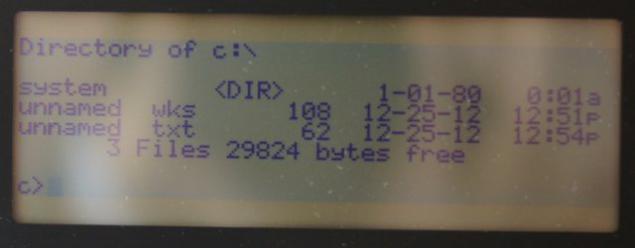 Directory of c:\
system <DIR> 1-01-80 0:01a
unnamed wks 108 12-25-12 12:51p
unnamed txt 62 12-25-12 12:54p
3 Files 29824 bytes free
c>